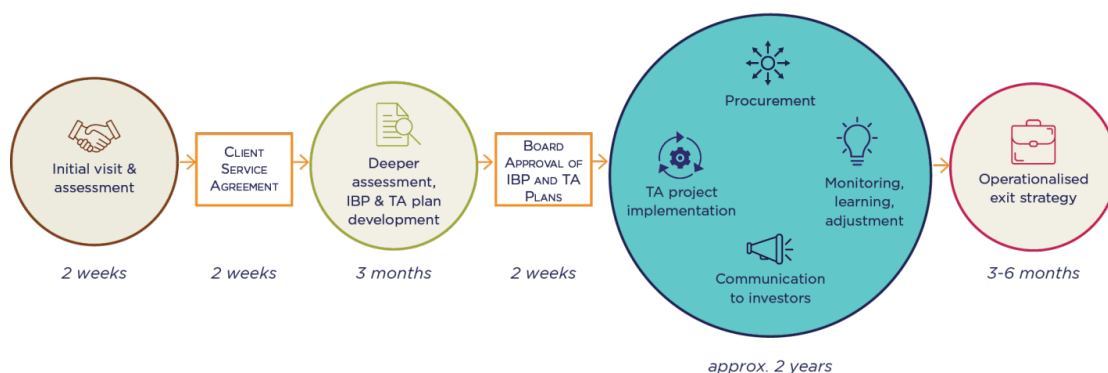 Initial visit &
assessment
2 weeks
CLIENT
SERVICE
AGREEMENT
2 weeks
Deeper
assessment,
IBP & TA plan
development
3 months
BOARD
APPROVAL OF
IBP AND TA
PLANS
2 weeks
Procurement
TA project
implementation
Monitoring,
learning,
adjustment
Communication
to investors
approx. 2 years
Operationalised
exit strategy
3-6 months